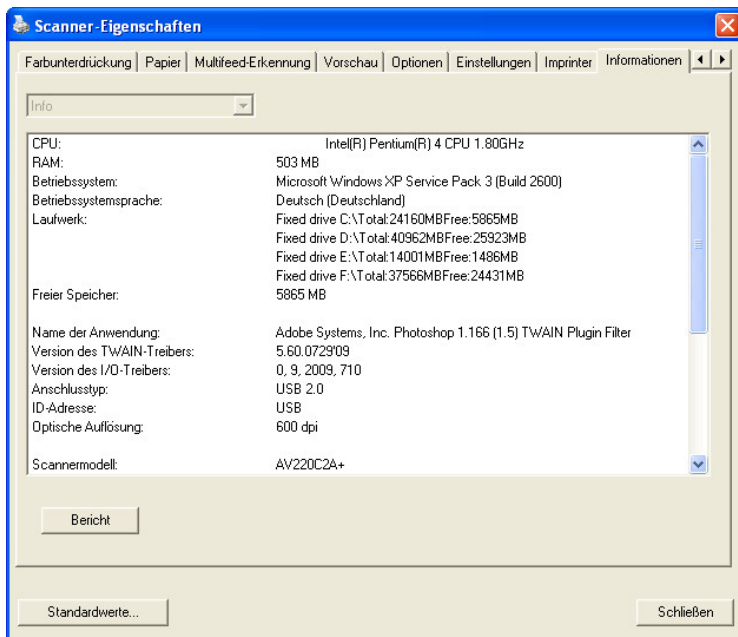 Scanner-Eigenschaften
Farbunterdrückung Papier Multifeed-Erkennung Vorschau Optionen Einstellungen Imprinter Informationen
Info
CPU: Intel(R) Pentium(R) 4 CPU 1.80GHz
RAM: 503 MB
Betriebssystem: Microsoft Windows XP Service Pack 3 (Build 2600)
Betriebssystemsprache: Deutsch (Deutschland)
Laufwerk: Fixed drive C:\Total:24160MBFree:5865MB
Fixed drive D:\Total:40962MBFree:25923MB
Fixed drive E:\Total:14001MBFree:1486MB
Fixed drive F:\Total:37566MBFree:24431MB
Freier Speicher: 5865 MB
Name der Anwendung: Adobe Systems, Inc. Photoshop 1.166 (1.5) TWAIN Plugin Filter
Version des TWAIN-Treibers: 5.60.0729'09
Version des I/O-Treibers: 0, 9, 2009, 710
Anschlusstyp: USB 2.0
ID-Adresse: USB
Optische Auflösung: 600 dpi
Scannermodell: AV220C2A+
Bericht
Standardwerte... Schließen